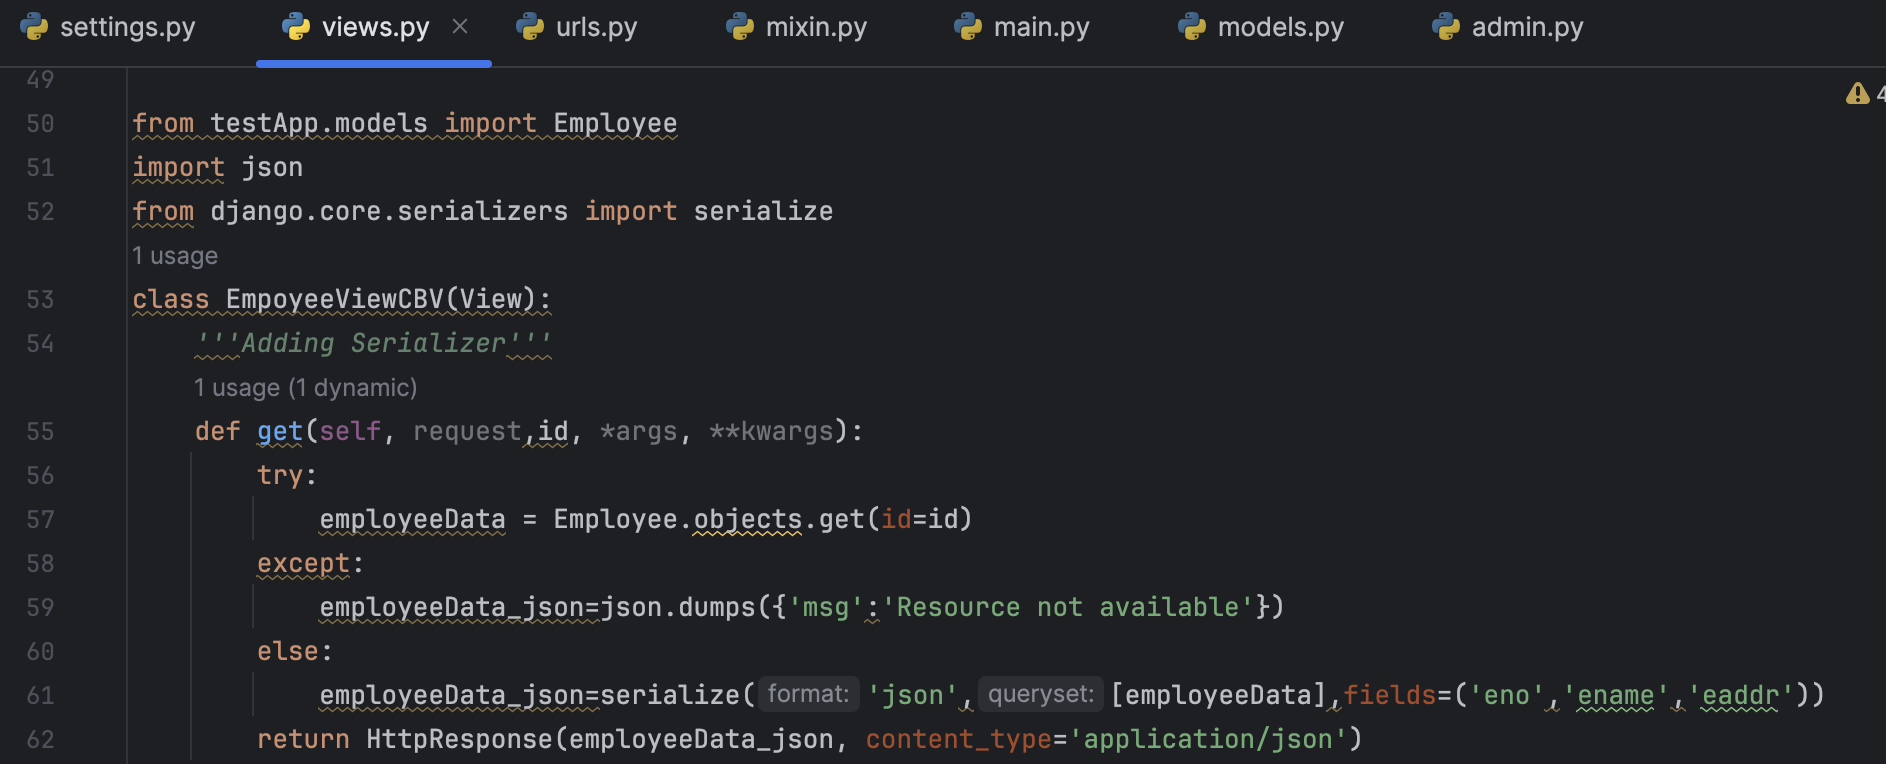 settings.py views.py urls.py mixin.py main.py models.py admin.py
49
4
50 from testApp.models import Employee
51 import json
52 from django.core.serializers import serialize
1 usage
53 class EmpoyeeViewCBV(View):
54 '''Adding Serializer'''
1 usage (1 dynamic)
55 def get(self, request,id, *args, **kwargs):
56 try:
57 employeeData = Employee.objects.get(id=id)
58 except:
59 employeeData_json=json.dumps({'msg':'Resource not available'})
60 else:
61 employeeData_json=serialize( format: 'json', queryset: [employeeData],fields=('eno','ename','eaddr'))
62 return HttpResponse(employeeData_json, content_type='application/json')